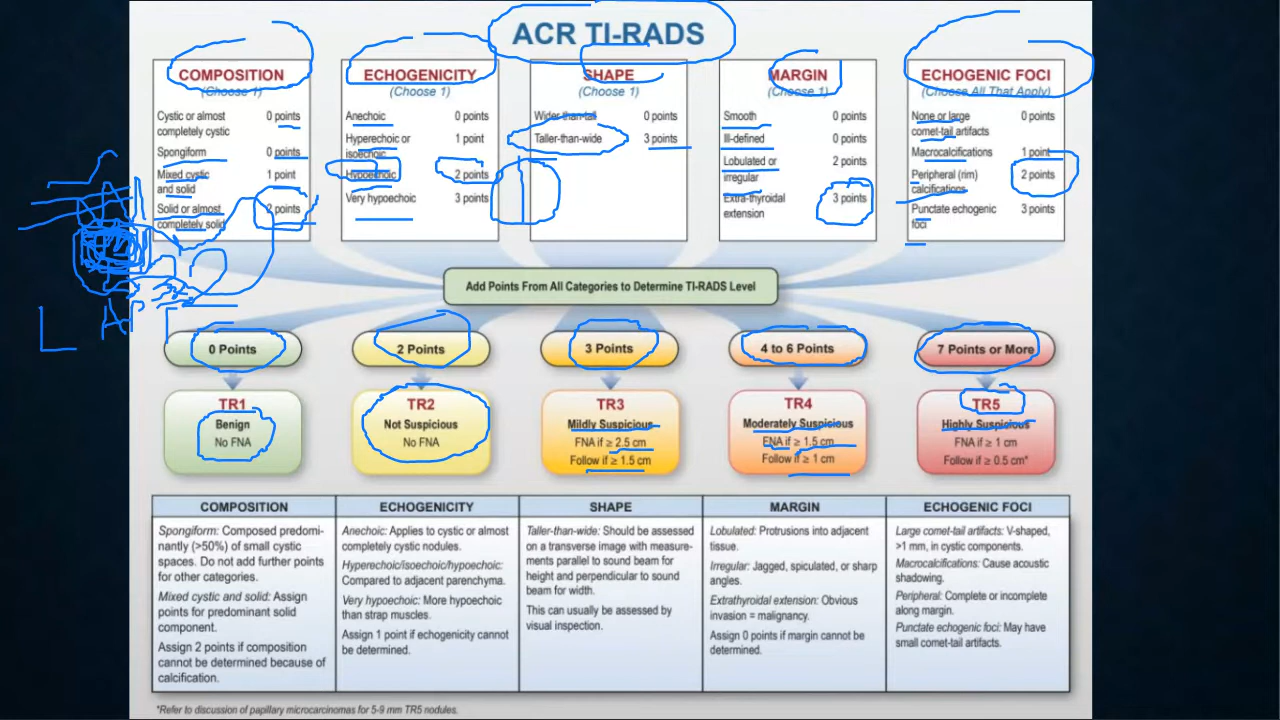 ACR TI-RADS
COMPOSITION
(Choose 1)
Cystic or almost completely cystic 0 points
Spongiform 0 points
Mixed cystic and solid 1 point
Solid or almost completely solid 2 points
ECHOGENICITY
(Choose 1)
Anechoic 0 points
Hyperechoic or isoechoic 1 point
Hypoechoic 2 points
Very hypoechoic 3 points
SHAPE
(Choose 1)
Wider-than-tall 0 points
Taller-than-wide 3 points
MARGIN
(Choose 1)
Smooth 0 points
Ill-defined 0 points
Lobulated or irregular 2 points
Extra-thyroidal extension 3 points
ECHOGENIC FOCI
(Choose All That Apply)
None or large comet-tail artifacts 0 points
Macrocalcifications 1 point
Peripheral (rim) calcifications 2 points
Punctate echogenic foci 3 points
Add Points From All Categories to Determine TI-RADS Level
0 Points
2 Points
3 Points
4 to 6 Points
7 Points or More
TR1
Benign
No FNA
TR2
Not Suspicious
No FNA
TR3
Mildly Suspicious
FNA if ≥ 2.5 cm
Follow if ≥ 1.5 cm
TR4
Moderately Suspicious
FNA if ≥ 1.5 cm
Follow if ≥ 1 cm
TR5
Highly Suspicious
FNA if ≥ 1 cm
Follow if ≥ 0.5 cm*
COMPOSITION
Spongiform: Composed predomi-
nantly (>50%) of small cystic
spaces. Do not add further points
for other categories.
Mixed cystic and solid: Assign
points for predominant solid
component.
Assign 2 points if composition
cannot be determined because of
calcification.
ECHOGENICITY
Anechoic: Applies to cystic or almost
completely cystic nodules.
Hyperechoic/isoechoic/hypoechoic:
Compared to adjacent parenchyma.
Very hypoechoic: More hypoechoic
than strap muscles.
Assign 1 point if echogenicity cannot
be determined.
SHAPE
Taller-than-wide: Should be assessed
on a transverse image with measure-
ments parallel to sound beam for
height and perpendicular to sound
beam for width.
This can usually be assessed by
visual inspection.
MARGIN
Lobulated: Protrusions into adjacent
tissue.
Irregular: Jagged, spiculated, or sharp
angles.
Extrathyroidal extension: Obvious
invasion = malignancy.
Assign 0 points if margin cannot be
determined.
ECHOGENIC FOCI
Large comet-tail artifacts: V-shaped,
>1 mm, in cystic components.
Macrocalcifications: Cause acoustic
shadowing.
Peripheral: Complete or incomplete
along margin.
Punctate echogenic foci: May have
small comet-tail artifacts.
*Refer to discussion of papillary microcarcinomas for 5-9 mm TR5 nodules.